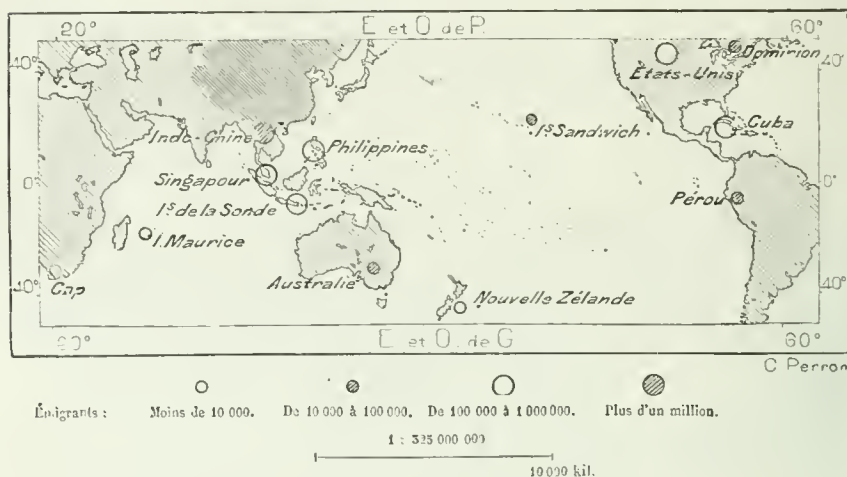 20° E et O. de P. 60°
40° Dominion 40°
États-Unis
Cuba
Indo-Chine Philippines Iˢ Sandwich
Singapour
0° 0°
Iˢ de la Sonde Pérou
I. Maurice
Australie
Cap Nouvelle Zélande
40° 40°
E et O. de G 60°
C Perron
Émigrants : Moins de 10 000. De 10 000 à 100 000. De 100 000 à 1 000 000. Plus d'un million.
1 : 325 000 000
10 000 kil.